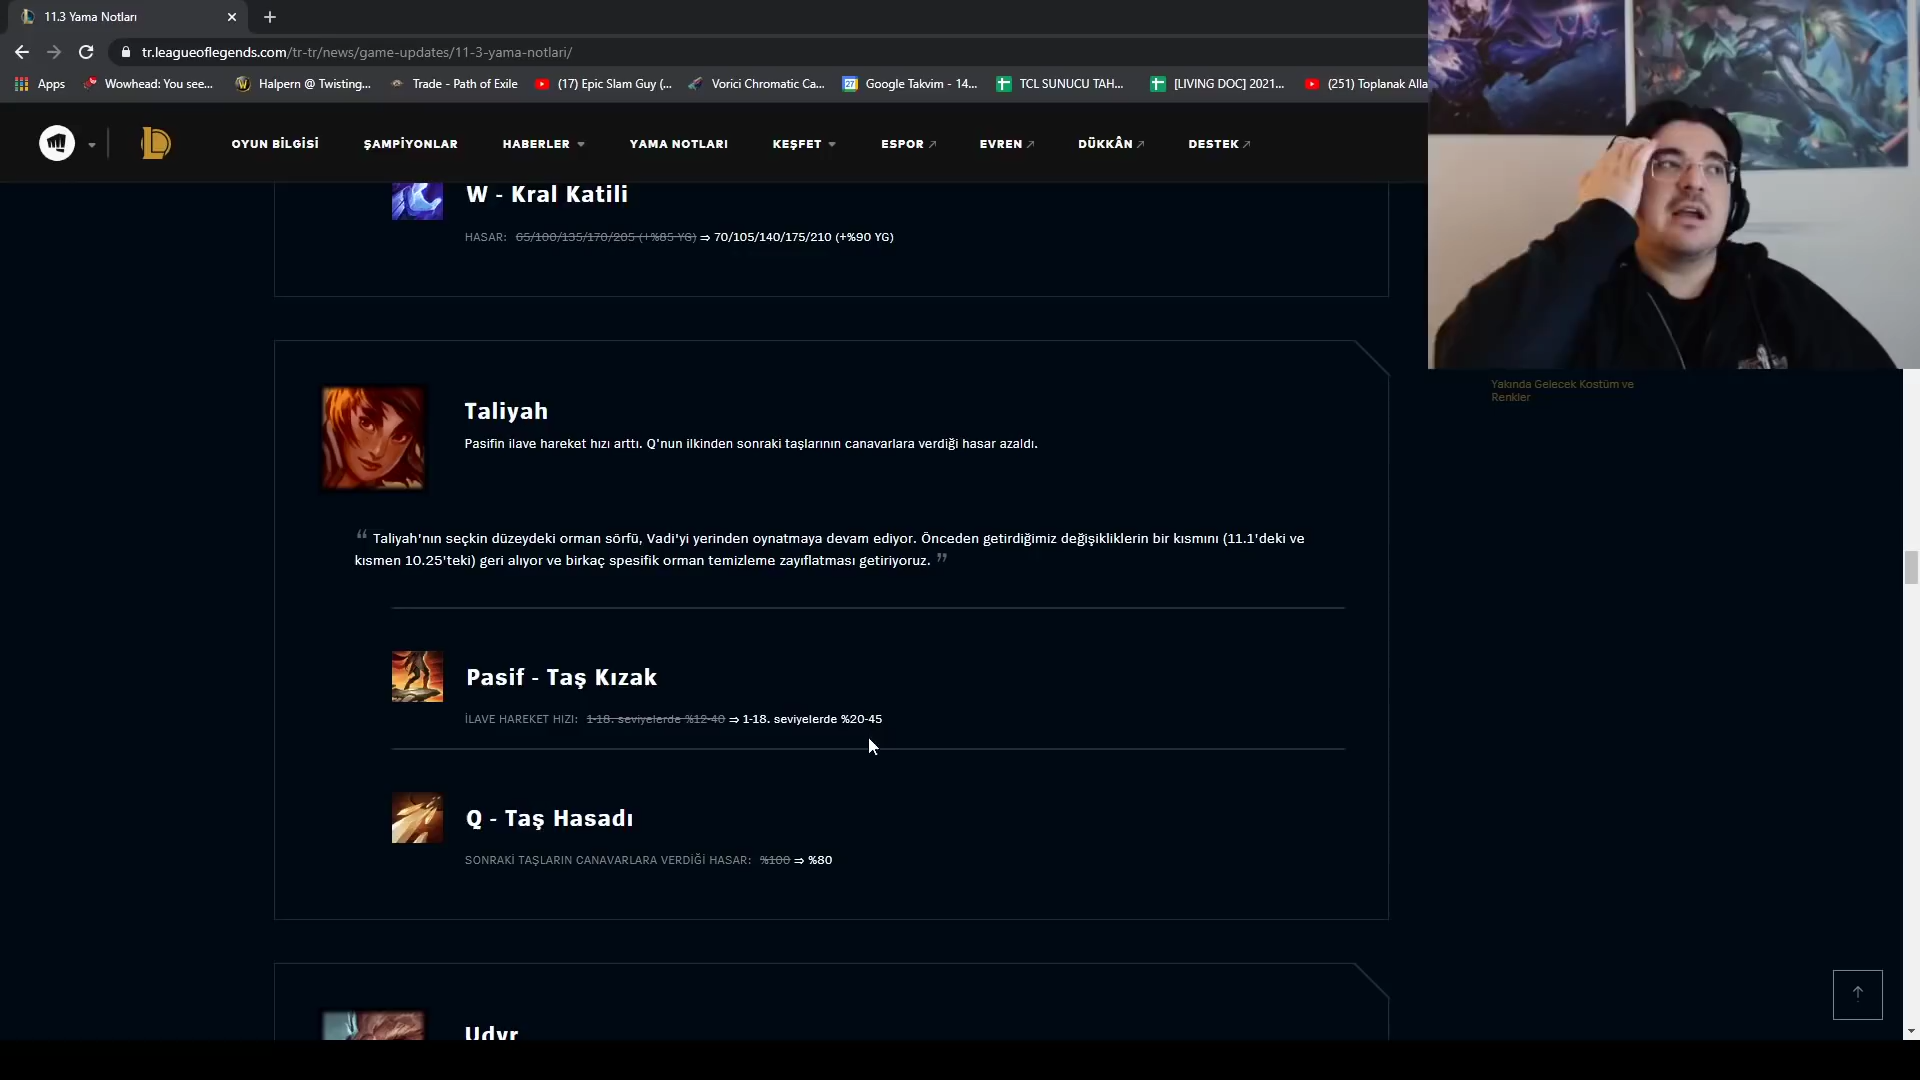 11.3 Yama Notları
tr.leagueoflegends.com/tr-tr/news/game-updates/11-3-yama-notlari/
Apps
Wowhead: You see...
Halpern @ Twisting...
Trade - Path of Exile
(17) Epic Slam Guy (...
Vorici Chromatic Ca...
Google Takvim - 14...
TCL SUNUCU TAH...
[LIVING DOC] 2021...
(251) Toplanak Alla
OYUN BİLGİSİ
ŞAMPİYONLAR
HABERLER
YAMA NOTLARI
KEŞFET
ESPOR
EVREN
DÜKKÂN
DESTEK
W - Kral Katili
HASAR: 65/100/135/170/205 (+%85 YG) ⇒ 70/105/140/175/210 (+%90 YG)
Yakında Gelecek Kostüm ve
Renkler
Taliyah
Pasifin ilave hareket hızı arttı. Q'nun ilkinden sonraki taşlarının canavarlara verdiği hasar azaldı.
“ Taliyah'nın seçkin düzeydeki orman sörfü, Vadi'yi yerinden oynatmaya devam ediyor. Önceden getirdiğimiz değişikliklerin bir kısmını (11.1'deki ve
kısmen 10.25'teki) geri alıyor ve birkaç spesifik orman temizleme zayıflatması getiriyoruz. ”
Pasif - Taş Kızak
İLAVE HAREKET HIZI: 1-18. seviyelerde %12-40 ⇒ 1-18. seviyelerde %20-45
Q - Taş Hasadı
SONRAKİ TAŞLARIN CANAVARLARA VERDİĞİ HASAR: %100 ⇒ %80
Udyr